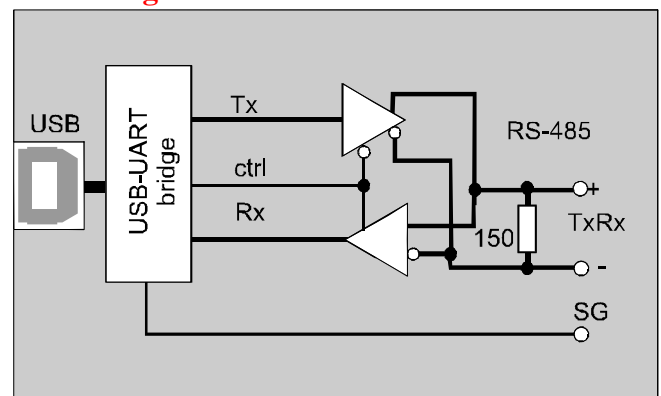 USB
USB-UART
bridge
Tx
ctrl
Rx
RS-485
+
TxRx
150
-
SG